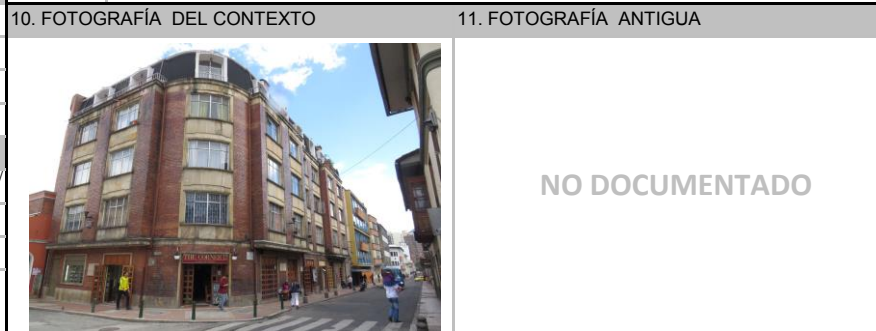 10. FOTOGRAFÍA DEL CONTEXTO
11. FOTOGRAFÍA ANTIGUA
NO DOCUMENTADO